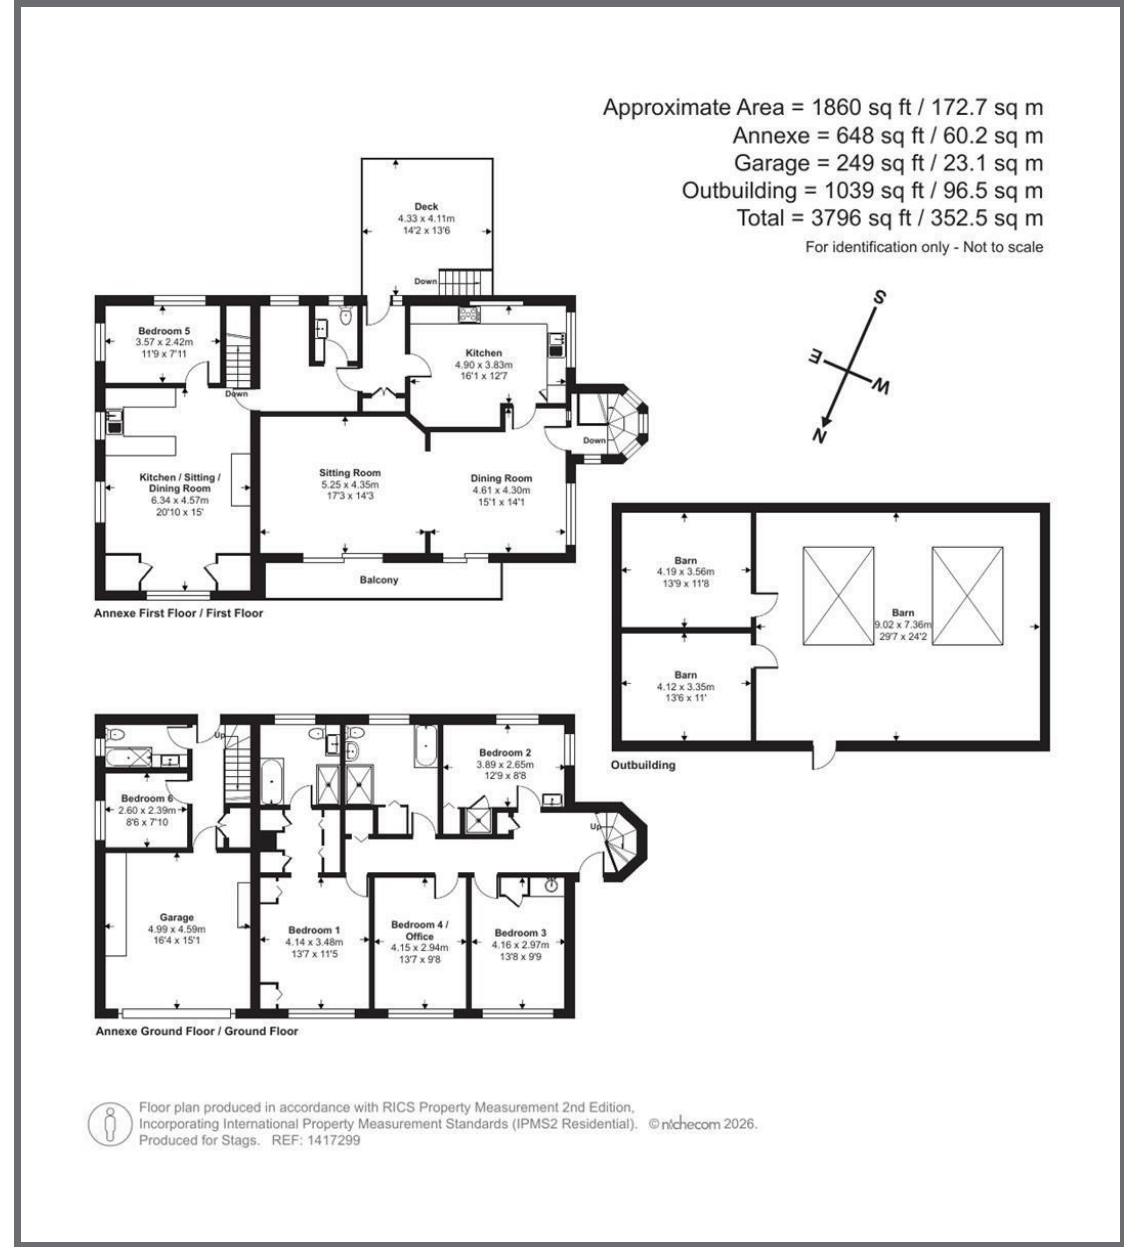 Approximate Area = 1860 sq ft / 172.7 sq m
Annexe = 648 sq ft / 60.2 sq m
Garage = 249 sq ft / 23.1 sq m
Outbuilding = 1039 sq ft / 96.5 sq m
Total = 3796 sq ft / 352.5 sq m
For identification only - Not to scale
S
E
W
N
Deck
4.33 x 4.11m
14'2 x 13'6
Down
Bedroom 5
3.57 x 2.42m
11'9 x 7'11
Down
Kitchen
4.90 x 3.83m
16'1 x 12'7
Down
Kitchen / Sitting /
Dining Room
6.34 x 4.57m
20'10 x 15'
Sitting Room
5.25 x 4.35m
17'3 x 14'3
Dining Room
4.61 x 4.30m
15'1 x 14'1
Balcony
Annexe First Floor / First Floor
Barn
4.19 x 3.56m
13'9 x 11'8
Barn
9.02 x 7.36m
29'7 x 24'2
Barn
4.12 x 3.35m
13'6 x 11'
Outbuilding
Up
Bedroom 6
2.60 x 2.39m
8'6 x 7'10
Bedroom 2
3.89 x 2.65m
12'9 x 8'8
Up
Garage
4.99 x 4.59m
16'4 x 15'1
Bedroom 1
4.14 x 3.48m
13'7 x 11'5
Bedroom 4 /
Office
4.15 x 2.94m
13'7 x 9'8
Bedroom 3
4.16 x 2.97m
13'8 x 9'9
Annexe Ground Floor / Ground Floor
Floor plan produced in accordance with RICS Property Measurement 2nd Edition,
Incorporating International Property Measurement Standards (IPMS2 Residential). © nichecom 2026.
Produced for Stags. REF: 1417299